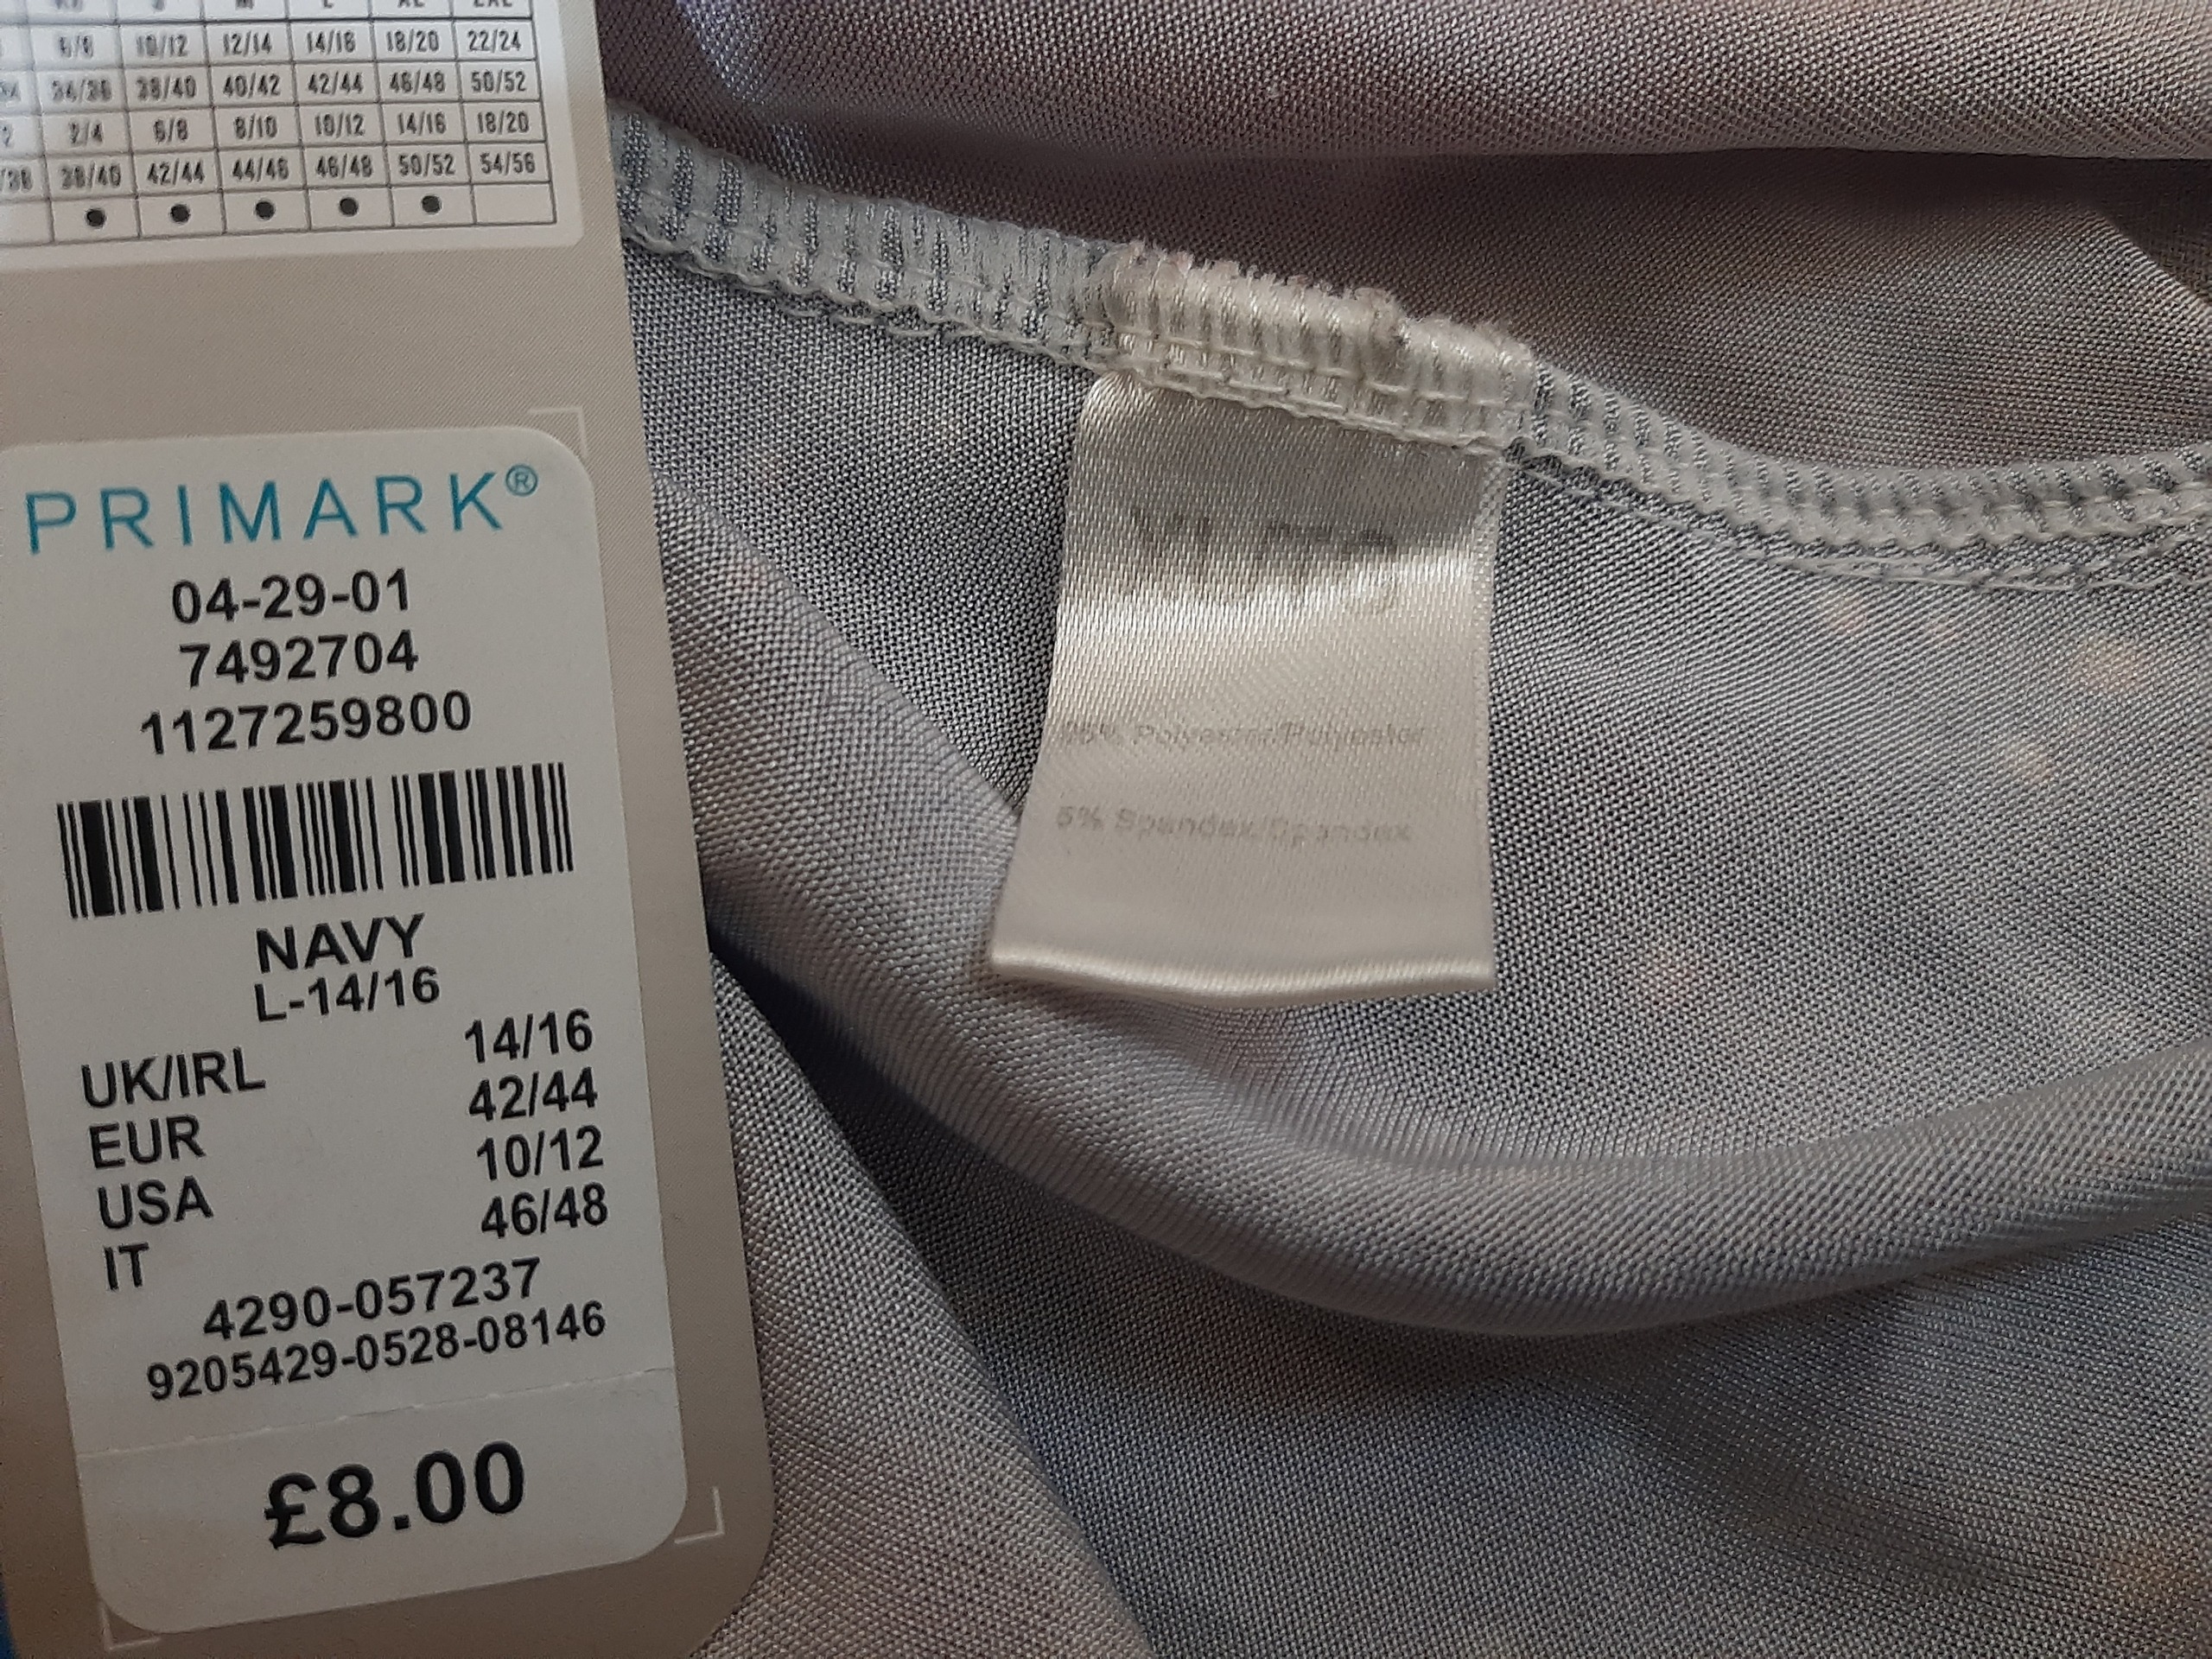 6/8 10/12 12/14 14/16 18/20 22/24
34/36 38/40 40/42 42/44 46/48 50/52
2/4 6/8 8/10 10/12 14/16 18/20
38/40 42/44 44/46 46/48 50/52 54/56
PRIMARK®
04-29-01
7492704
1127259800
NAVY
L-14/16
UK/IRL 14/16
EUR 42/44
USA 10/12
IT 46/48
4290-057237
9205429-0528-08146
£8.00
95% Polyester/Polyester
5% Spandex/Spandex